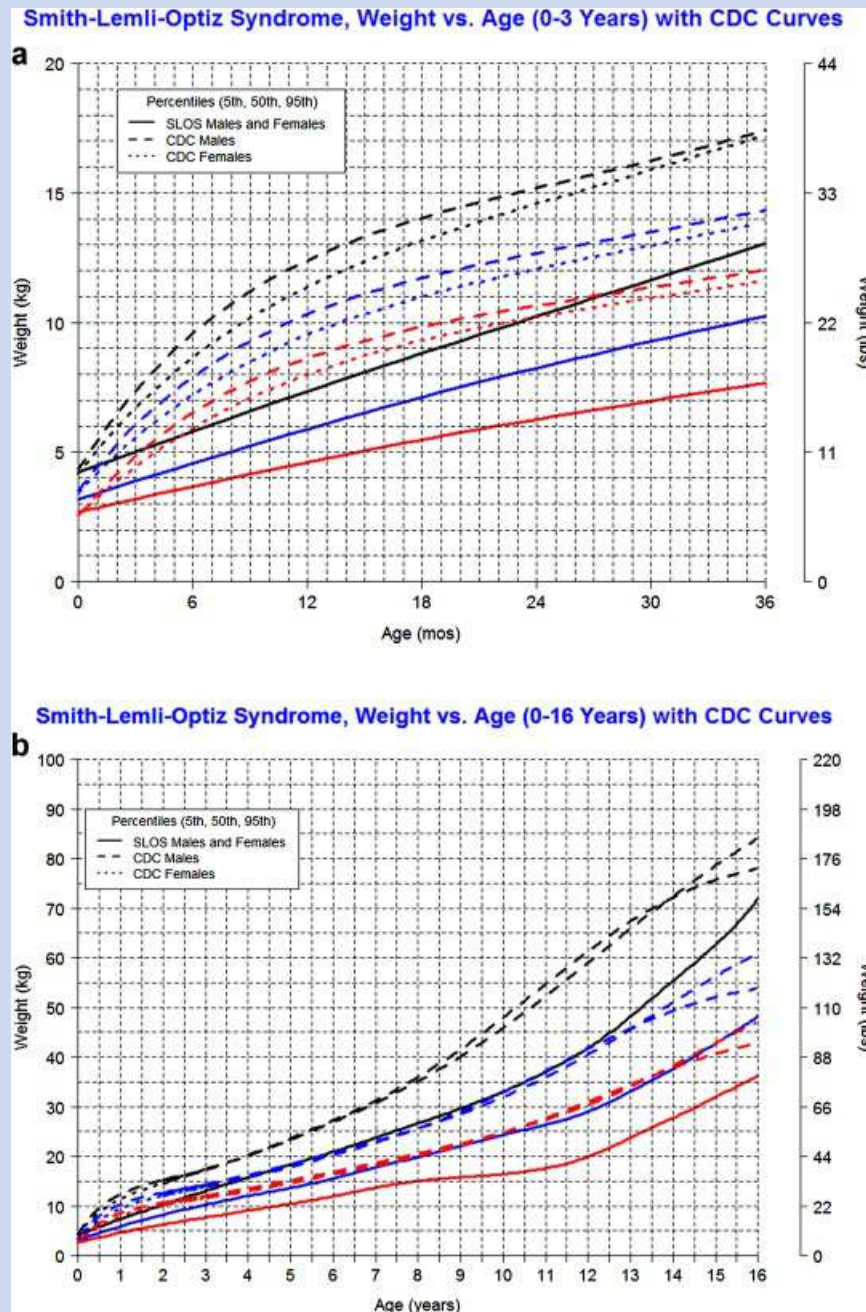 Smith-Lemli-Optiz Syndrome, Weight vs. Age (0-3 Years) with CDC Curves
a
Percentiles (5th, 50th, 95th)
SLOS Males and Females
CDC Males
CDC Females
20
15
10
5
0
Weight (kg)
44
33
22
11
0
Weight (lbs)
0 6 12 18 24 30 36
Age (mos)
Smith-Lemli-Optiz Syndrome, Weight vs. Age (0-16 Years) with CDC Curves
b
Percentiles (5th, 50th, 95th)
SLOS Males and Females
CDC Males
CDC Females
100
90
80
70
60
50
40
30
20
10
0
Weight (kg)
220
198
176
154
132
110
88
66
44
22
0
Weight (lbs)
0 1 2 3 4 5 6 7 8 9 10 11 12 13 14 15 16
Age (years)